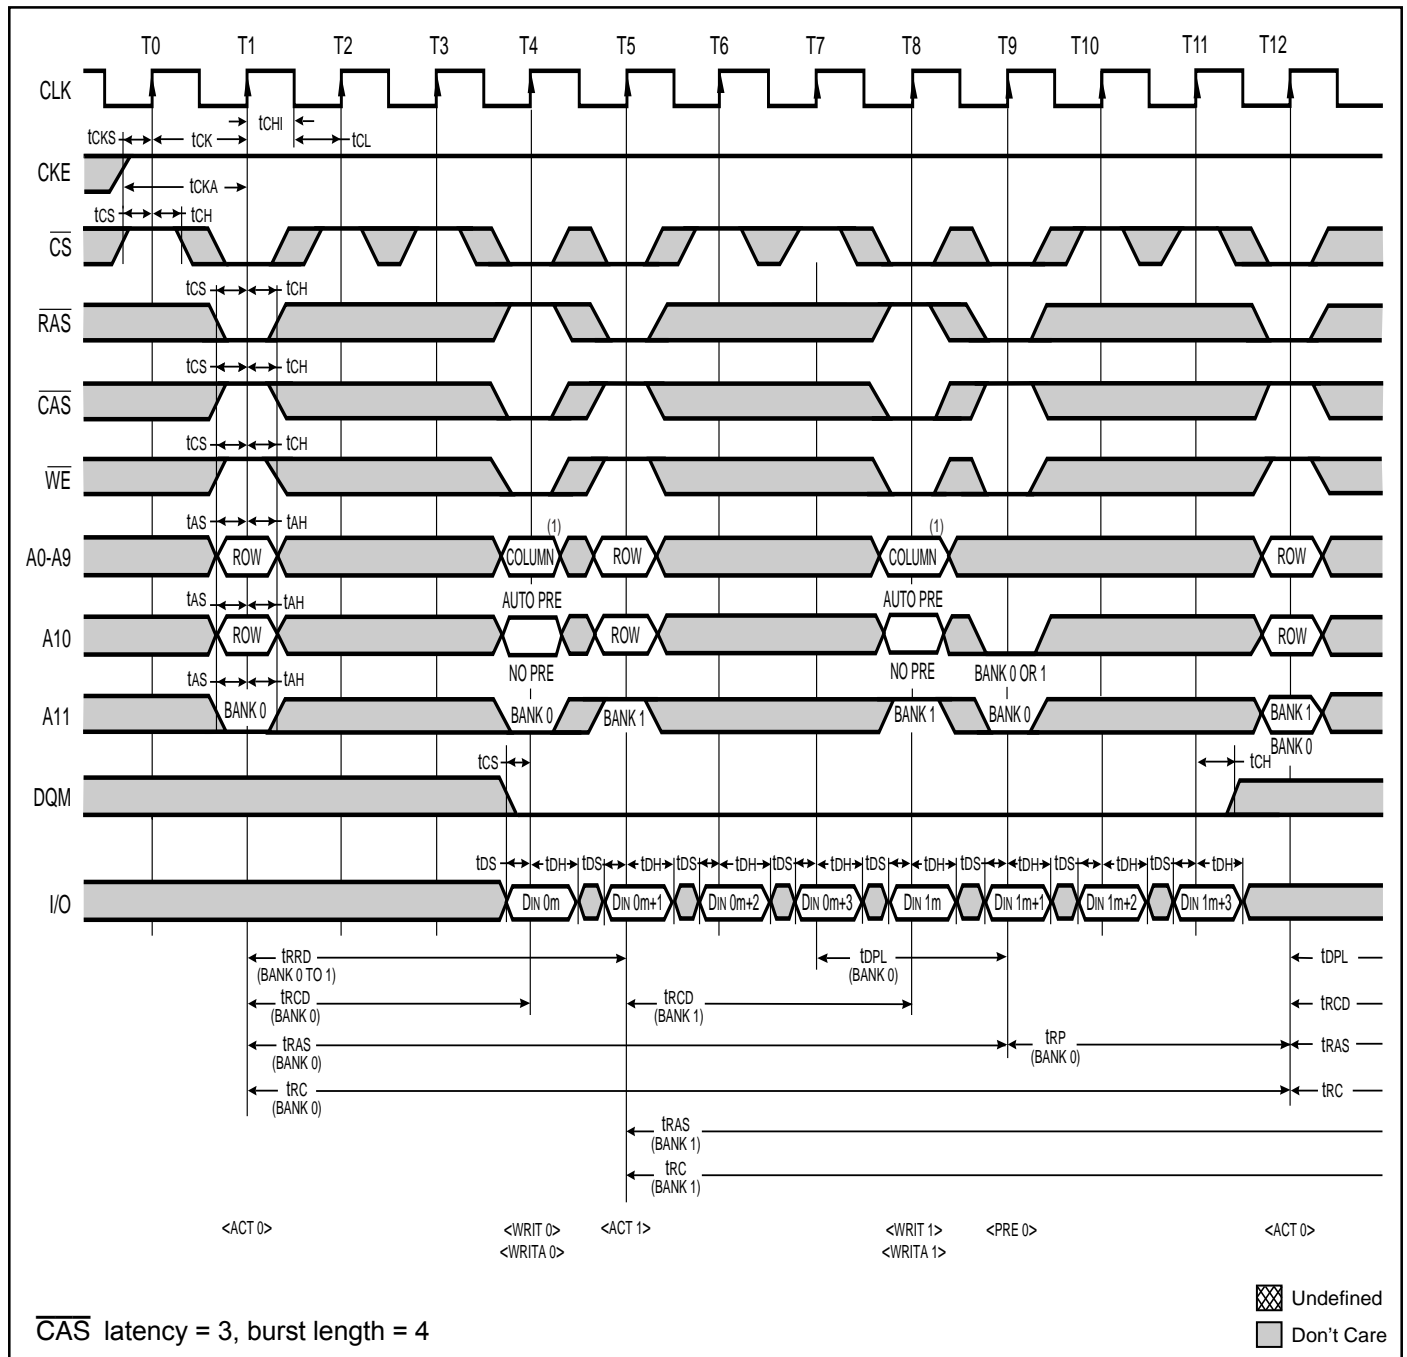 T0 T1 T2 T3 T4 T5 T6 T7 T8 T9 T10 T11 T12
CLK
tCHI
tCKS tCK tCL
CKE
tCKA
tCS tCH
CS
tCS tCH
RAS
tCS tCH
CAS
tCS tCH
WE
tAS tAH (1) (1)
A0-A9 ROW COLUMN ROW COLUMN ROW
tAS tAH AUTO PRE AUTO PRE
A10 ROW ROW ROW
tAS tAH NO PRE NO PRE BANK 0 OR 1
A11 BANK 0 BANK 0 BANK 1 BANK 1 BANK 0 BANK 1
BANK 0
tCS tCH
DQM
tDS tDH tDS tDH tDS tDH tDS tDH tDS tDH tDS tDH tDS tDH tDS tDH
I/O DIN 0m DIN 0m+1 DIN 0m+2 DIN 0m+3 DIN 1m DIN 1m+1 DIN 1m+2 DIN 1m+3
tRRD tDPL tDPL
(BANK 0 TO 1) (BANK 0)
tRCD tRCD tRCD
(BANK 0) (BANK 1)
tRAS tRP tRAS
(BANK 0) (BANK 0)
tRC tRC
(BANK 0)
tRAS
(BANK 1)
tRC
(BANK 1)
<ACT 0> <WRIT 0> <ACT 1> <WRIT 1> <PRE 0> <ACT 0>
<WRITA 0> <WRITA 1>
Undefined
CAS latency = 3, burst length = 4
Don't Care